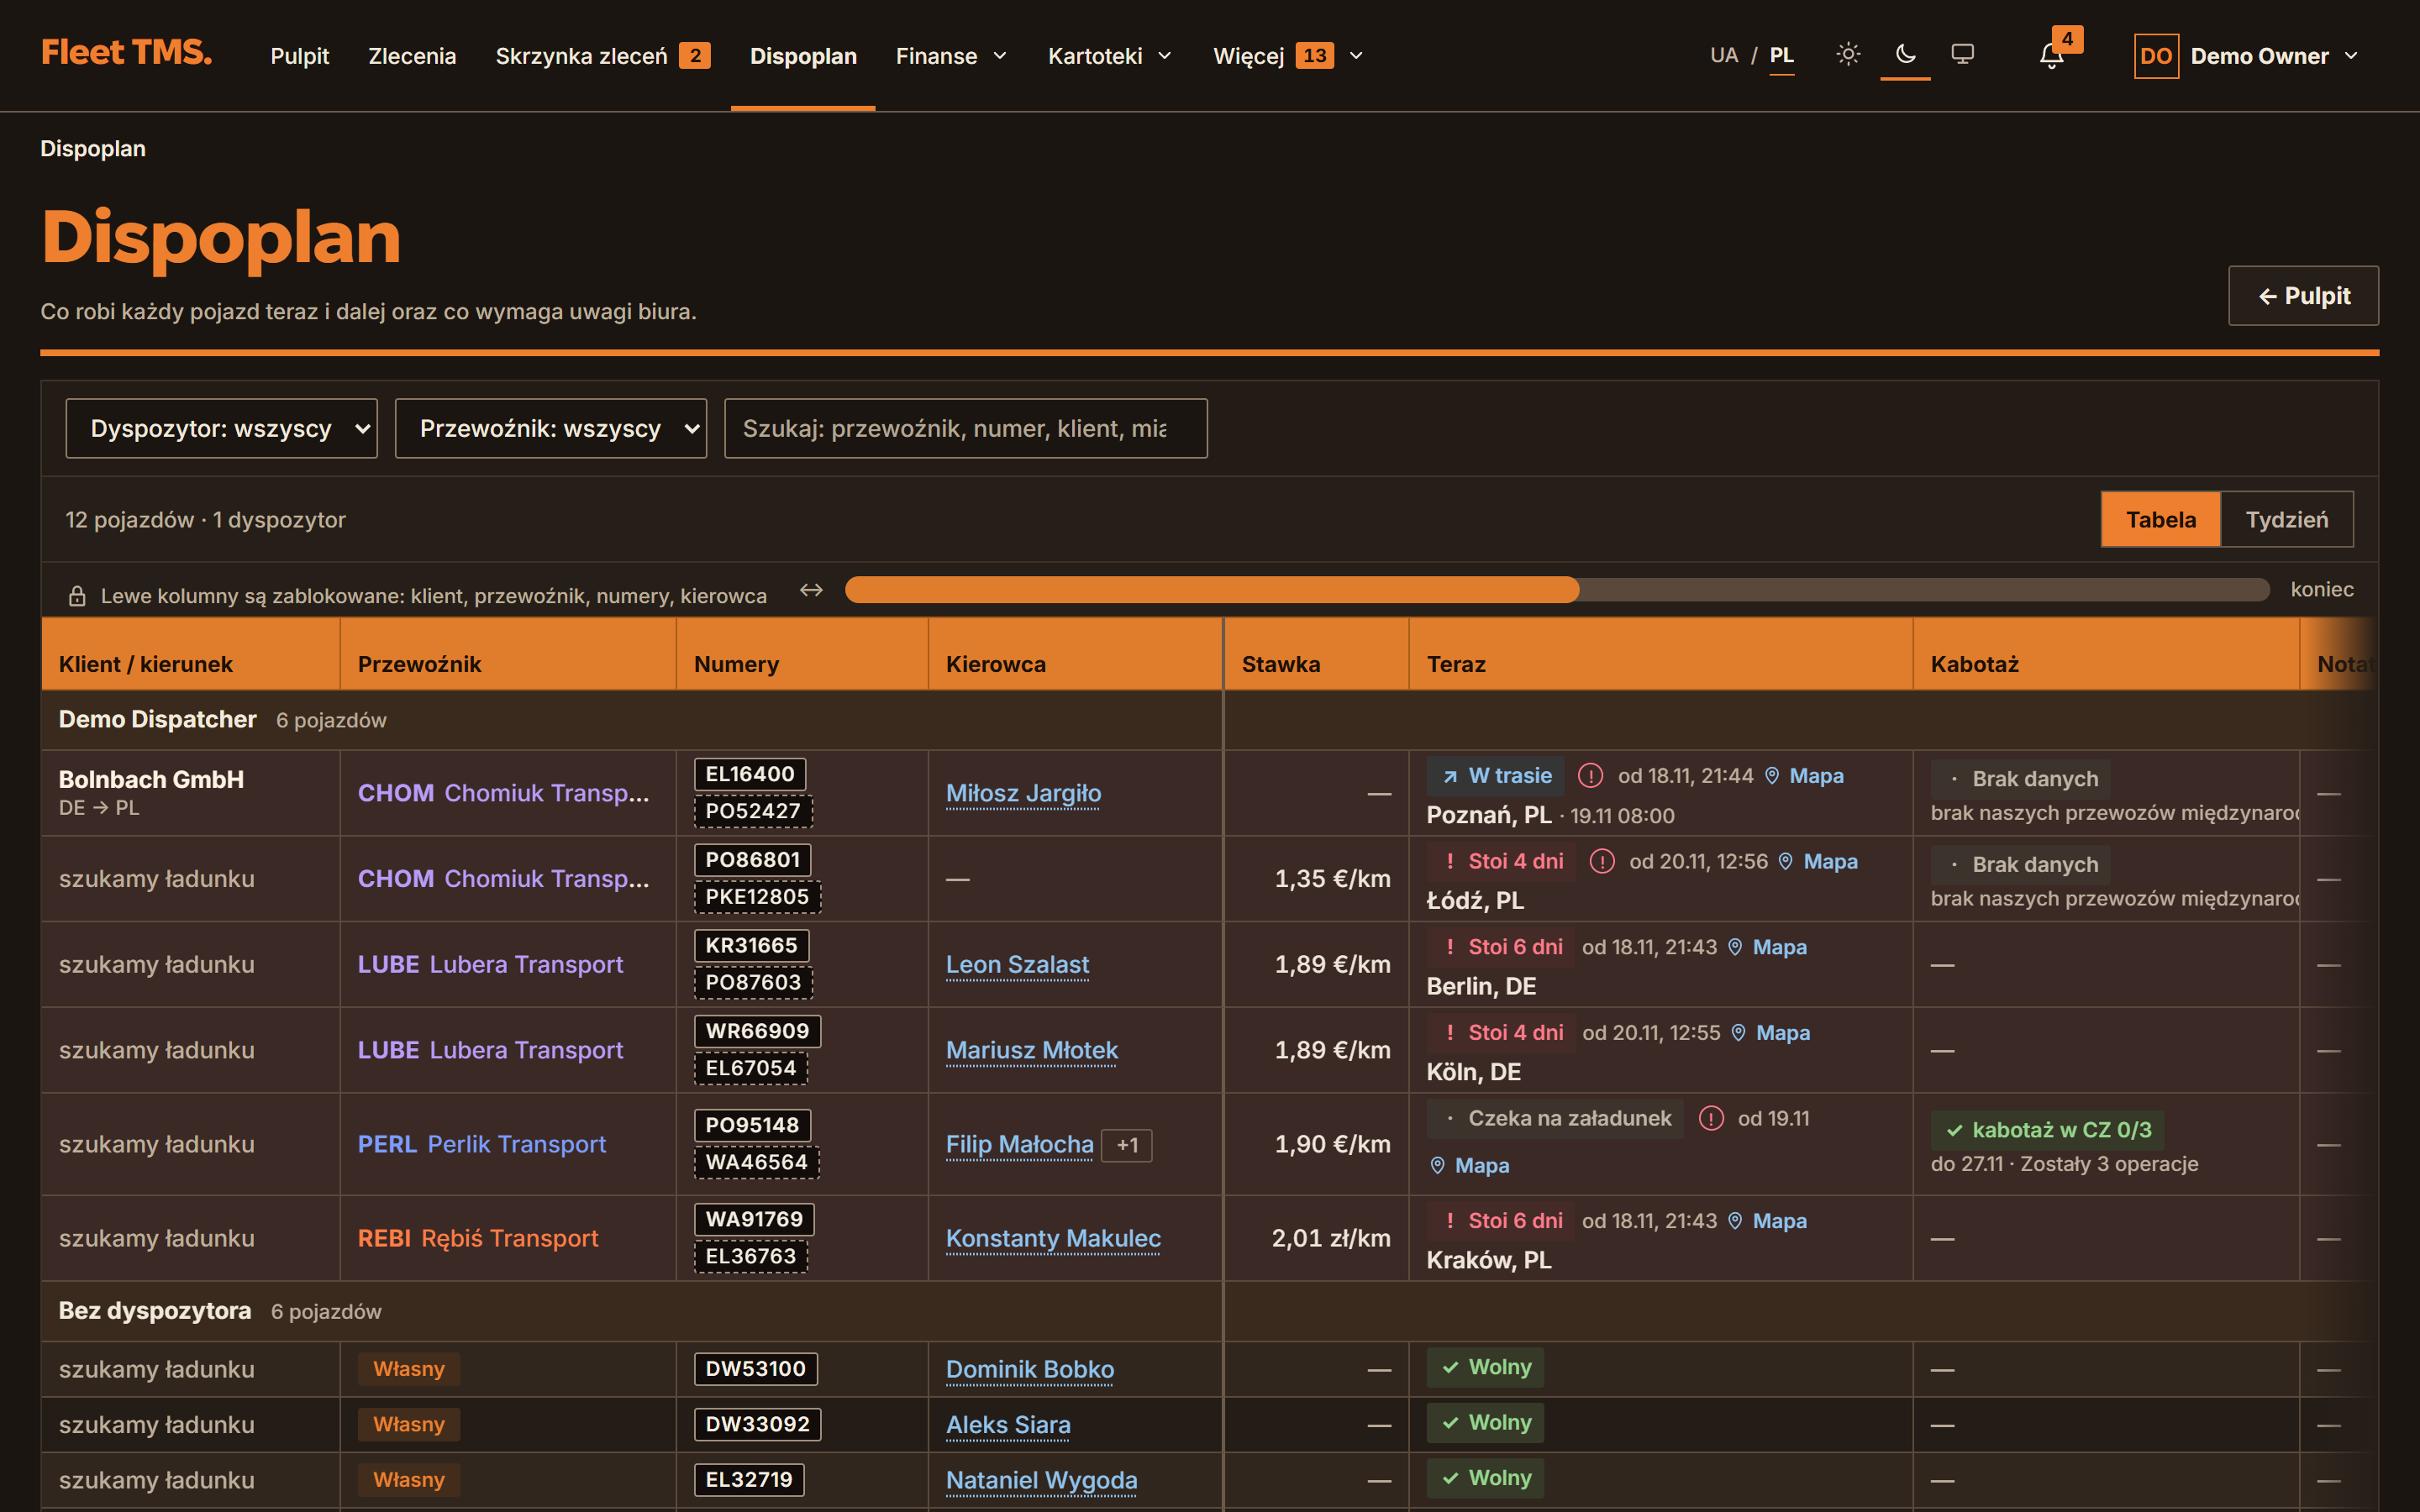 Fleet TMS. Pulpit Zlecenia Skrzynka zleceń 2 Dispoplan Finanse Kartoteki Więcej 13 UA / PL 4 DO Demo Owner
Dispoplan
Dispoplan
Co robi każdy pojazd teraz i dalej oraz co wymaga uwagi biura.
← Pulpit
Dyspozytor: wszyscy Przewoźnik: wszyscy Szukaj: przewoźnik, numer, klient, mia
12 pojazdów · 1 dyspozytor Tabela Tydzień
Lewe kolumny są zablokowane: klient, przewoźnik, numery, kierowca ↔ koniec
Klient / kierunek Przewoźnik Numery Kierowca Stawka Teraz Kabotaż Notat
Demo Dispatcher 6 pojazdów
Bolnbach GmbH
DE → PL
CHOM Chomiuk Transp...
EL16400
PO52427
Miłosz Jargiło
—
↗ W trasie ! od 18.11, 21:44 Mapa
Poznań, PL · 19.11 08:00
· Brak danych
brak naszych przewozów międzynaro
—
szukamy ładunku
CHOM Chomiuk Transp...
PO86801
PKE12805
—
1,35 €/km
! Stoi 4 dni ! od 20.11, 12:56 Mapa
Łódź, PL
· Brak danych
brak naszych przewozów międzynaro
—
szukamy ładunku
LUBE Lubera Transport
KR31665
PO87603
Leon Szalast
1,89 €/km
! Stoi 6 dni od 18.11, 21:43 Mapa
Berlin, DE
—
—
szukamy ładunku
LUBE Lubera Transport
WR66909
EL67054
Mariusz Młotek
1,89 €/km
! Stoi 4 dni od 20.11, 12:55 Mapa
Köln, DE
—
—
szukamy ładunku
PERL Perlik Transport
PO95148
WA46564
Filip Małocha +1
1,90 €/km
· Czeka na załadunek ! od 19.11
Mapa
✓ kabotaż w CZ 0/3
do 27.11 · Zostały 3 operacje
—
szukamy ładunku
REBI Rębiś Transport
WA91769
EL36763
Konstanty Makulec
2,01 zł/km
! Stoi 6 dni od 18.11, 21:43 Mapa
Kraków, PL
—
—
Bez dyspozytora 6 pojazdów
szukamy ładunku Własny DW53100 Dominik Bobko — ✓ Wolny — —
szukamy ładunku Własny DW33092 Aleks Siara — ✓ Wolny — —
szukamy ładunku Własny EL32719 Nataniel Wygoda — ✓ Wolny — —